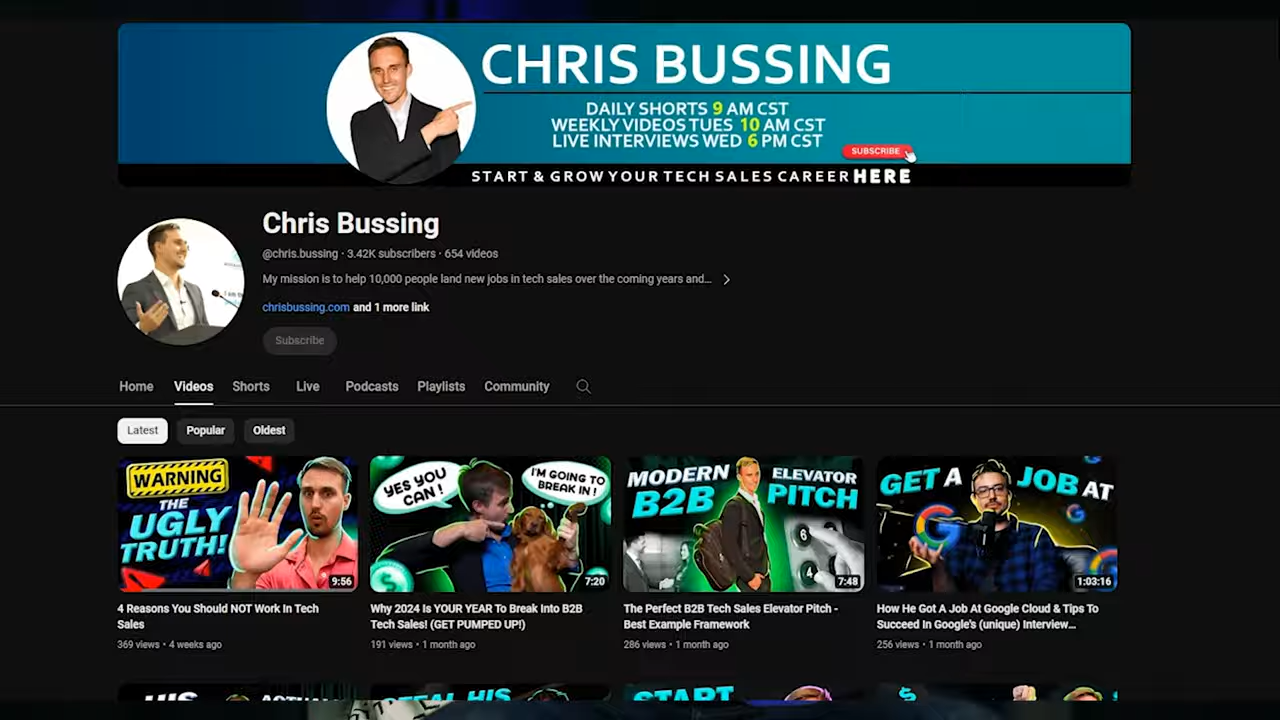 CHRIS BUSSING
DAILY SHORTS 9 AM CST
WEEKLY VIDEOS TUES 10 AM CST
LIVE INTERVIEWS WED 6 PM CST
SUBSCRIBE
START & GROW YOUR TECH SALES CAREER HERE
Chris Bussing
@chris.bussing · 3.42K subscribers · 654 videos
My mission is to help 10,000 people land new jobs in tech sales over the coming years and...
chrisbussing.com and 1 more link
Subscribe
Home Videos Shorts Live Podcasts Playlists Community
Latest Popular Oldest
WARNING
THE
UGLY
TRUTH!
9:56
YES YOU
CAN!
I'M GOING TO
BREAK IN!
7:20
MODERN ELEVATOR
B2B PITCH
6
4
7:48
GET A JOB AT
G
1:03:16
4 Reasons You Should NOT Work In Tech
Sales
369 views · 4 weeks ago
Why 2024 Is YOUR YEAR To Break Into B2B
Tech Sales! (GET PUMPED UP!)
191 views · 1 month ago
The Perfect B2B Tech Sales Elevator Pitch -
Best Example Framework
286 views · 1 month ago
How He Got A Job At Google Cloud & Tips To
Succeed In Google's (unique) Interview...
256 views · 1 month ago
HIS
STEAL HIS
START
$